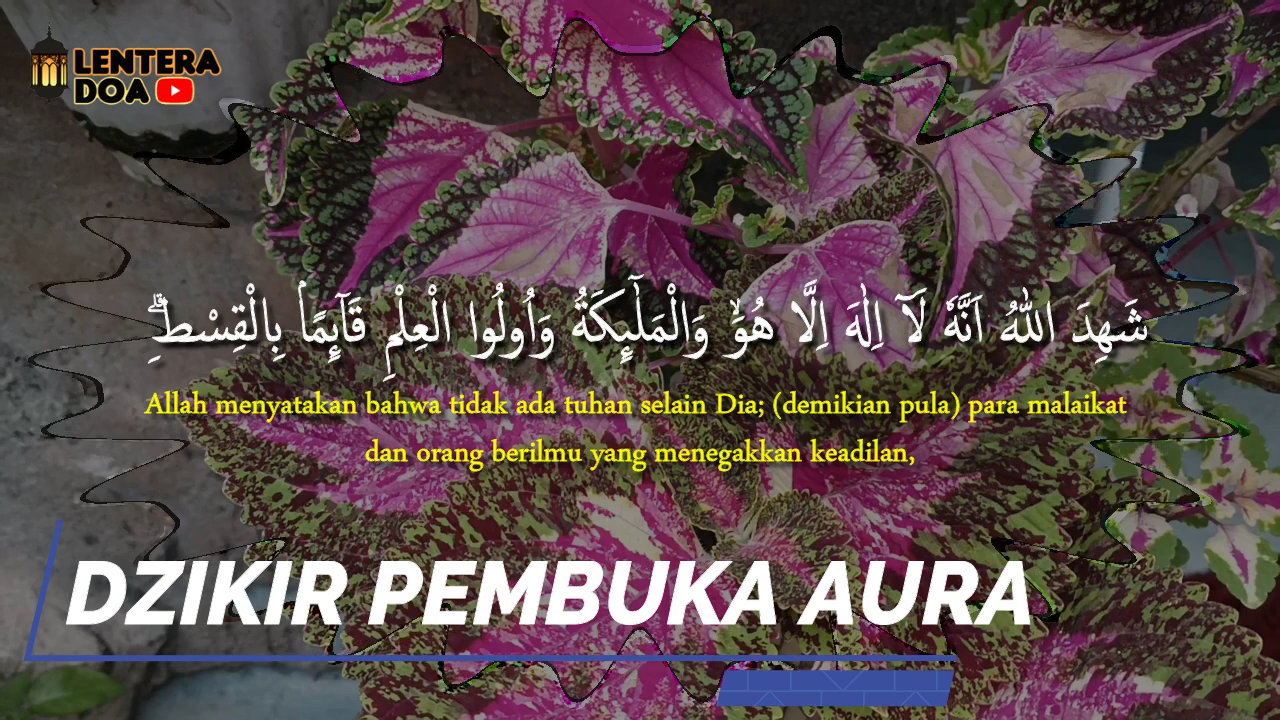 LENTERA
DOA
شَهِدَ اللّٰهُ اَنَّهٗ لَآ اِلٰهَ اِلَّا هُوَۙ وَالْمَلٰۤىِٕكَةُ وَاُولُوا الْعِلْمِ قَاۤىِٕمًاۢ بِالْقِسْطِۗ
Allah menyatakan bahwa tidak ada tuhan selain Dia; (demikian pula) para malaikat
dan orang berilmu yang menegakkan keadilan,
DZIKIR PEMBUKA AURA